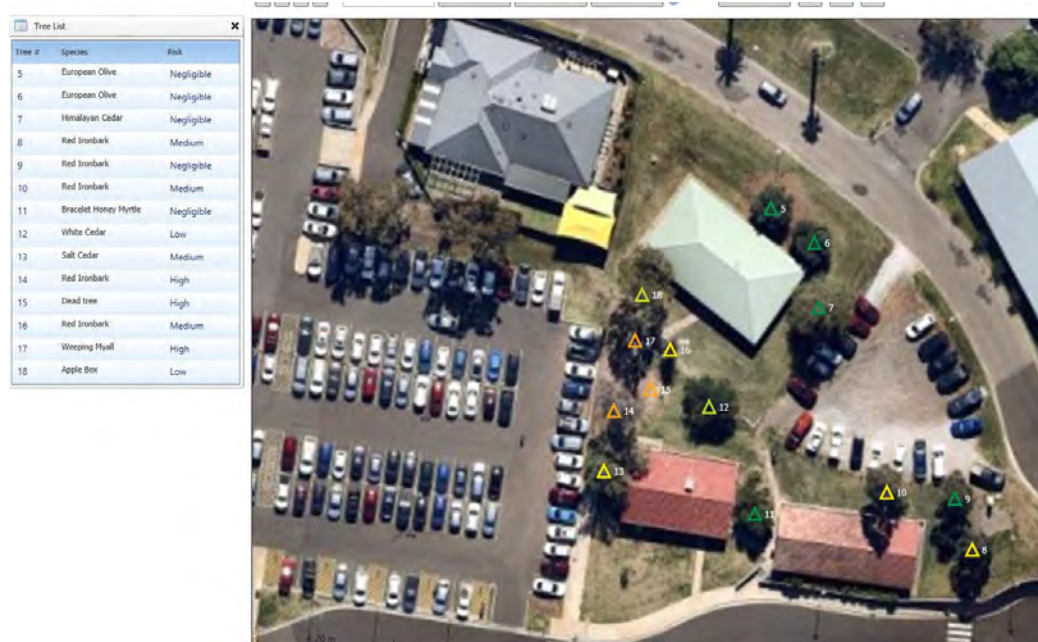 Tree List
Tree # Species Risk
5 European Olive Negligible
6 European Olive Negligible
7 Himalayan Cedar Negligible
8 Red Ironbark Medium
9 Red Ironbark Negligible
10 Red Ironbark Medium
11 Bracelet Honey Myrtle Negligible
12 White Cedar Low
13 Salt Cedar Medium
14 Red Ironbark High
15 Dead tree High
16 Red Ironbark Medium
17 Weeping Myall High
18 Apple Box Low
5
6
18
7
17
16
15
12
14
13
10
9
11
8
20 m